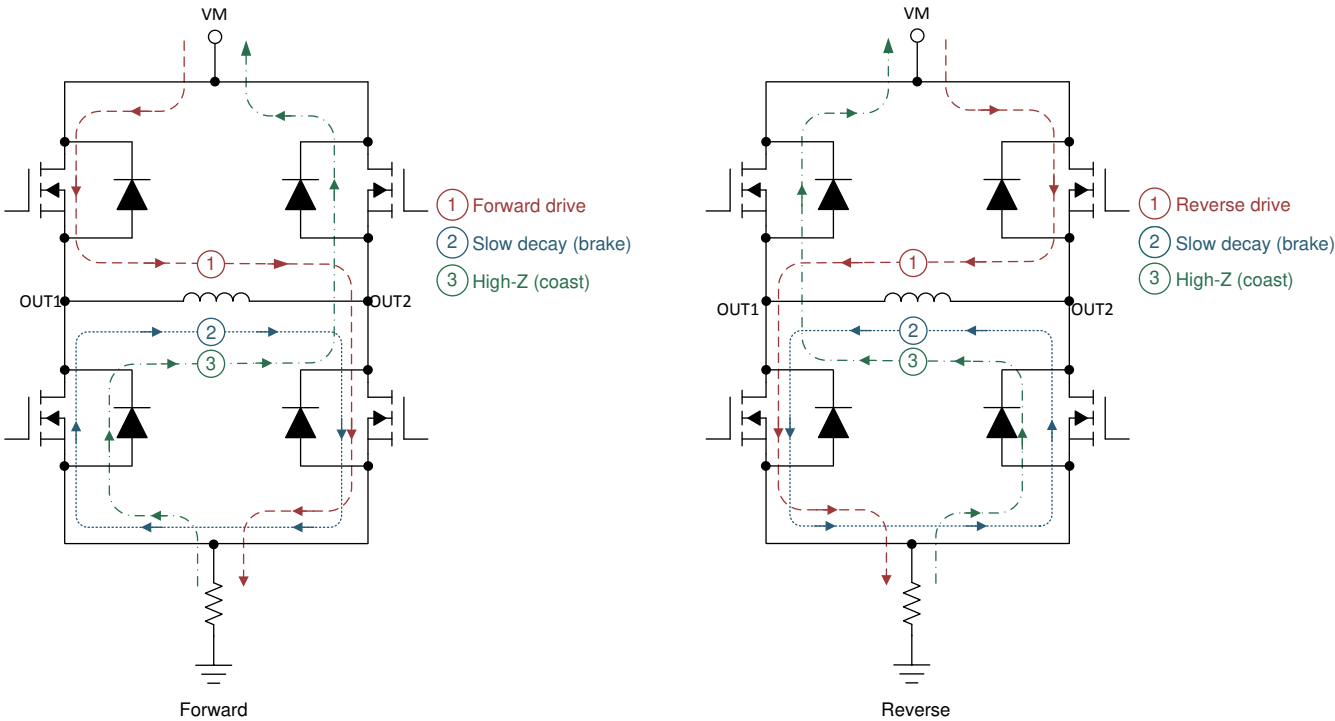 VM
1 Forward drive
2 Slow decay (brake)
3 High-Z (coast)
1
OUT1
OUT2
2
3
Forward
VM
1 Reverse drive
2 Slow decay (brake)
3 High-Z (coast)
1
OUT1
OUT2
2
3
Reverse